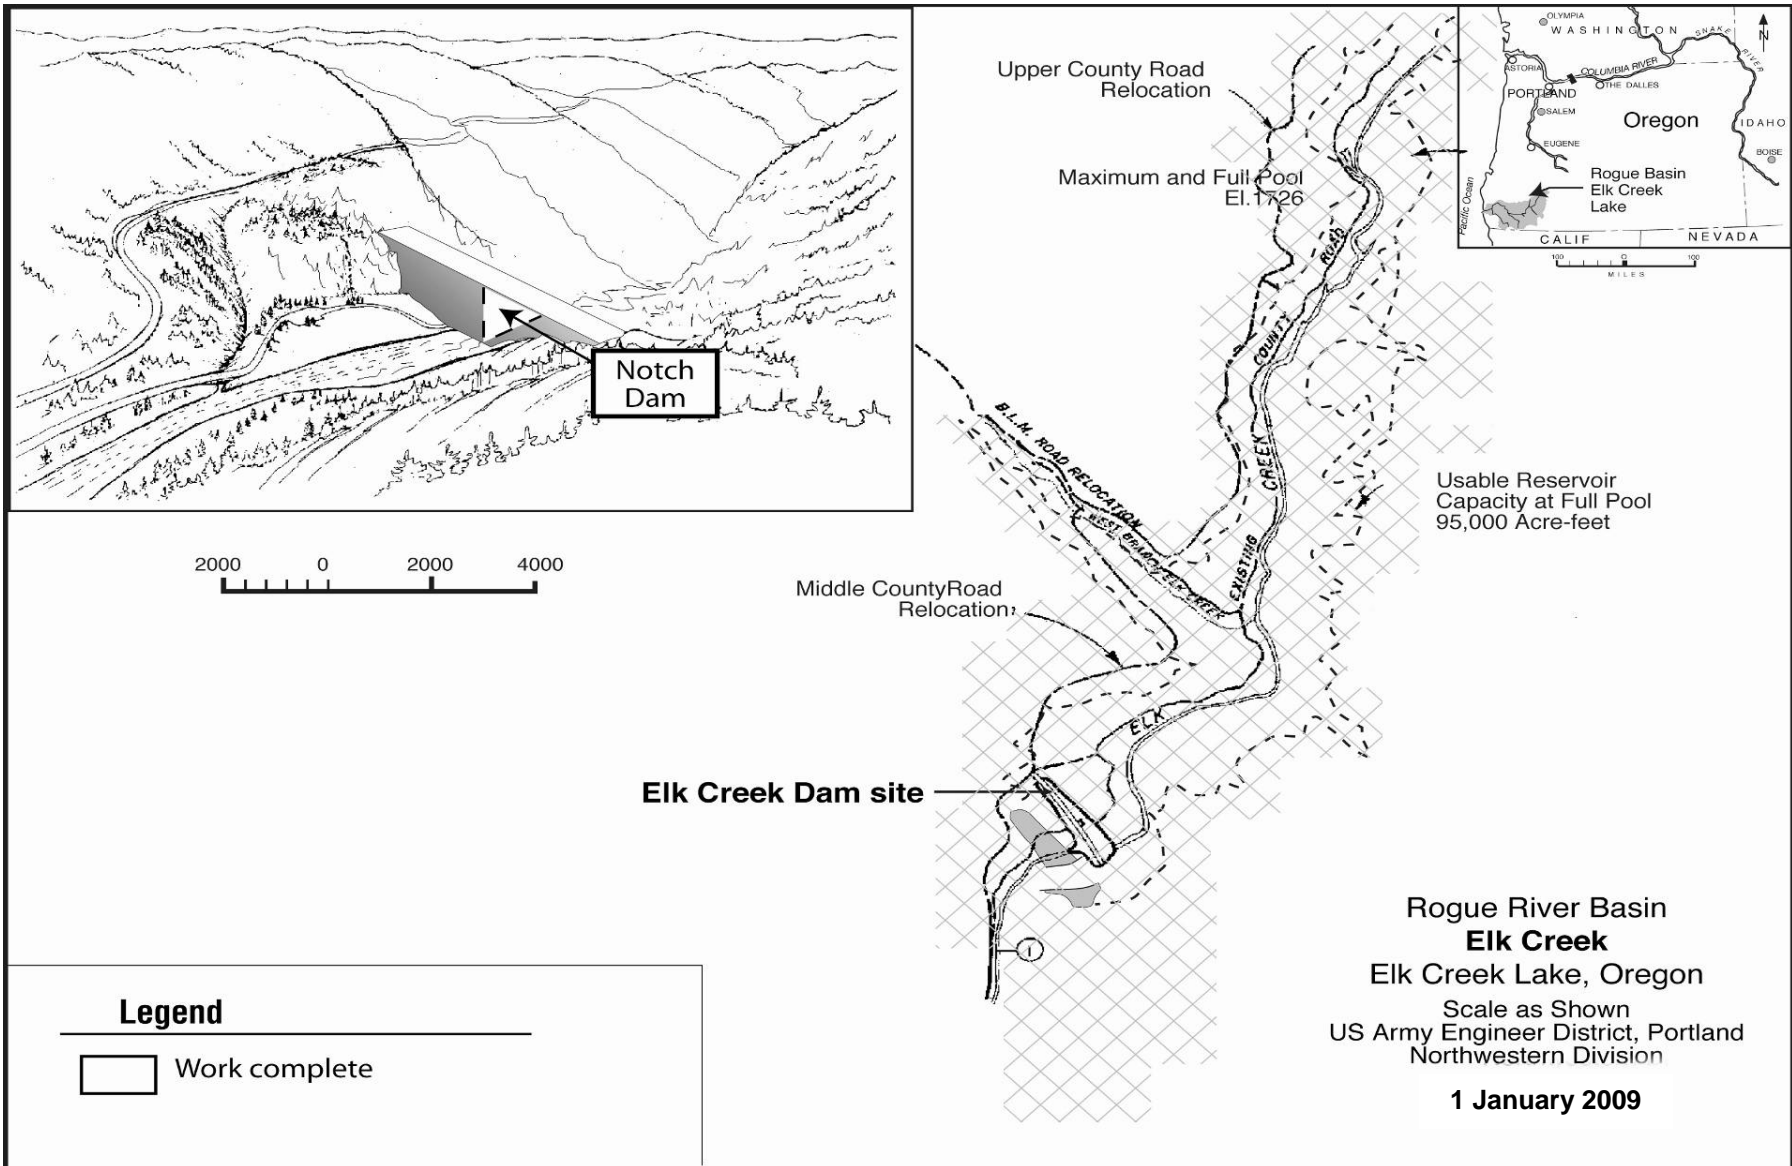 Notch
Dam
2000 0 2000 4000
Upper County Road
Relocation
Maximum and Full Pool
El.1726
B.L.M. ROAD RELOCATION
WEST BRANCH ELK CREEK
EXISTING
COUNTY
ROAD
ELK
CREEK
Usable Reservoir
Capacity at Full Pool
95,000 Acre-feet
Middle CountyRoad
Relocation
Elk Creek Dam site
1
OLYMPIA
WASHINGTON
SNAKE RIVER
N
ASTORIA
COLUMBIA RIVER
PORTLAND
THE DALLES
SALEM
Oregon
IDAHO
EUGENE
BOISE
Rogue Basin
Elk Creek
Lake
Pacific Ocean
CALIF
NEVADA
100 0 100
MILES
Legend
Work complete
Rogue River Basin
Elk Creek
Elk Creek Lake, Oregon
Scale as Shown
US Army Engineer District, Portland
Northwestern Division
1 January 2009